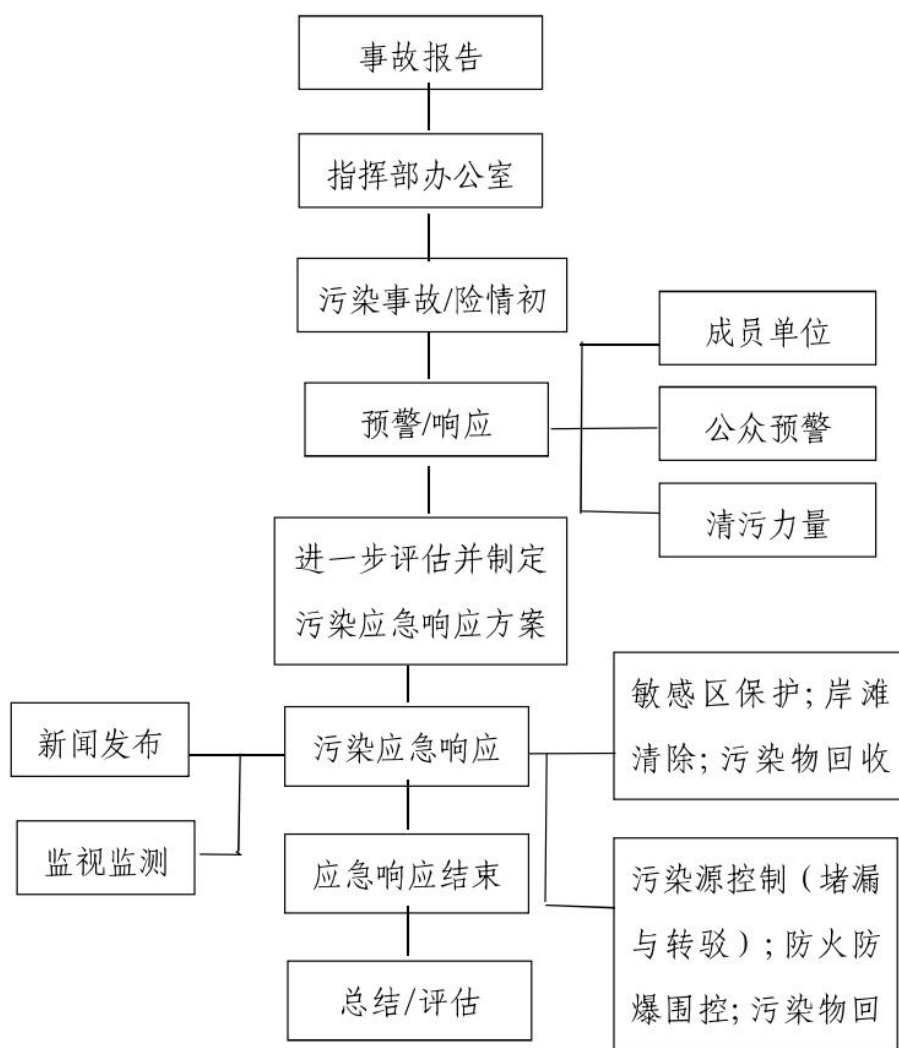 事故报告
指挥部办公室
污染事故/险情初
预警/响应
成员单位
公众预警
清污力量
进一步评估并制定
污染应急响应方案
新闻发布
监视监测
污染应急响应
敏感区保护;岸滩
清除;污染物回收
污染源控制(堵漏
与转驳);防火防
爆围控;污染物回
应急响应结束
总结/评估